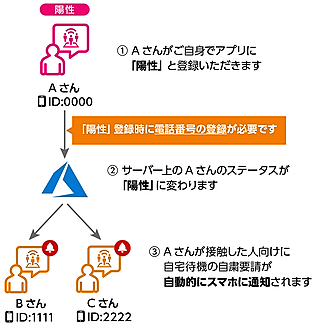 陽性
① Aさんがご自身でアプリに
「陽性」と登録いただきます
Aさん
ID:0000
「陽性」登録時に電話番号の登録が必要です
② サーバー上のAさんのステータスが
「陽性」に変わります
③ Aさんが接触した人向けに
自宅待機の自粛要請が
自動的にスマホに通知されます
Bさん
ID:1111
Cさん
ID:2222